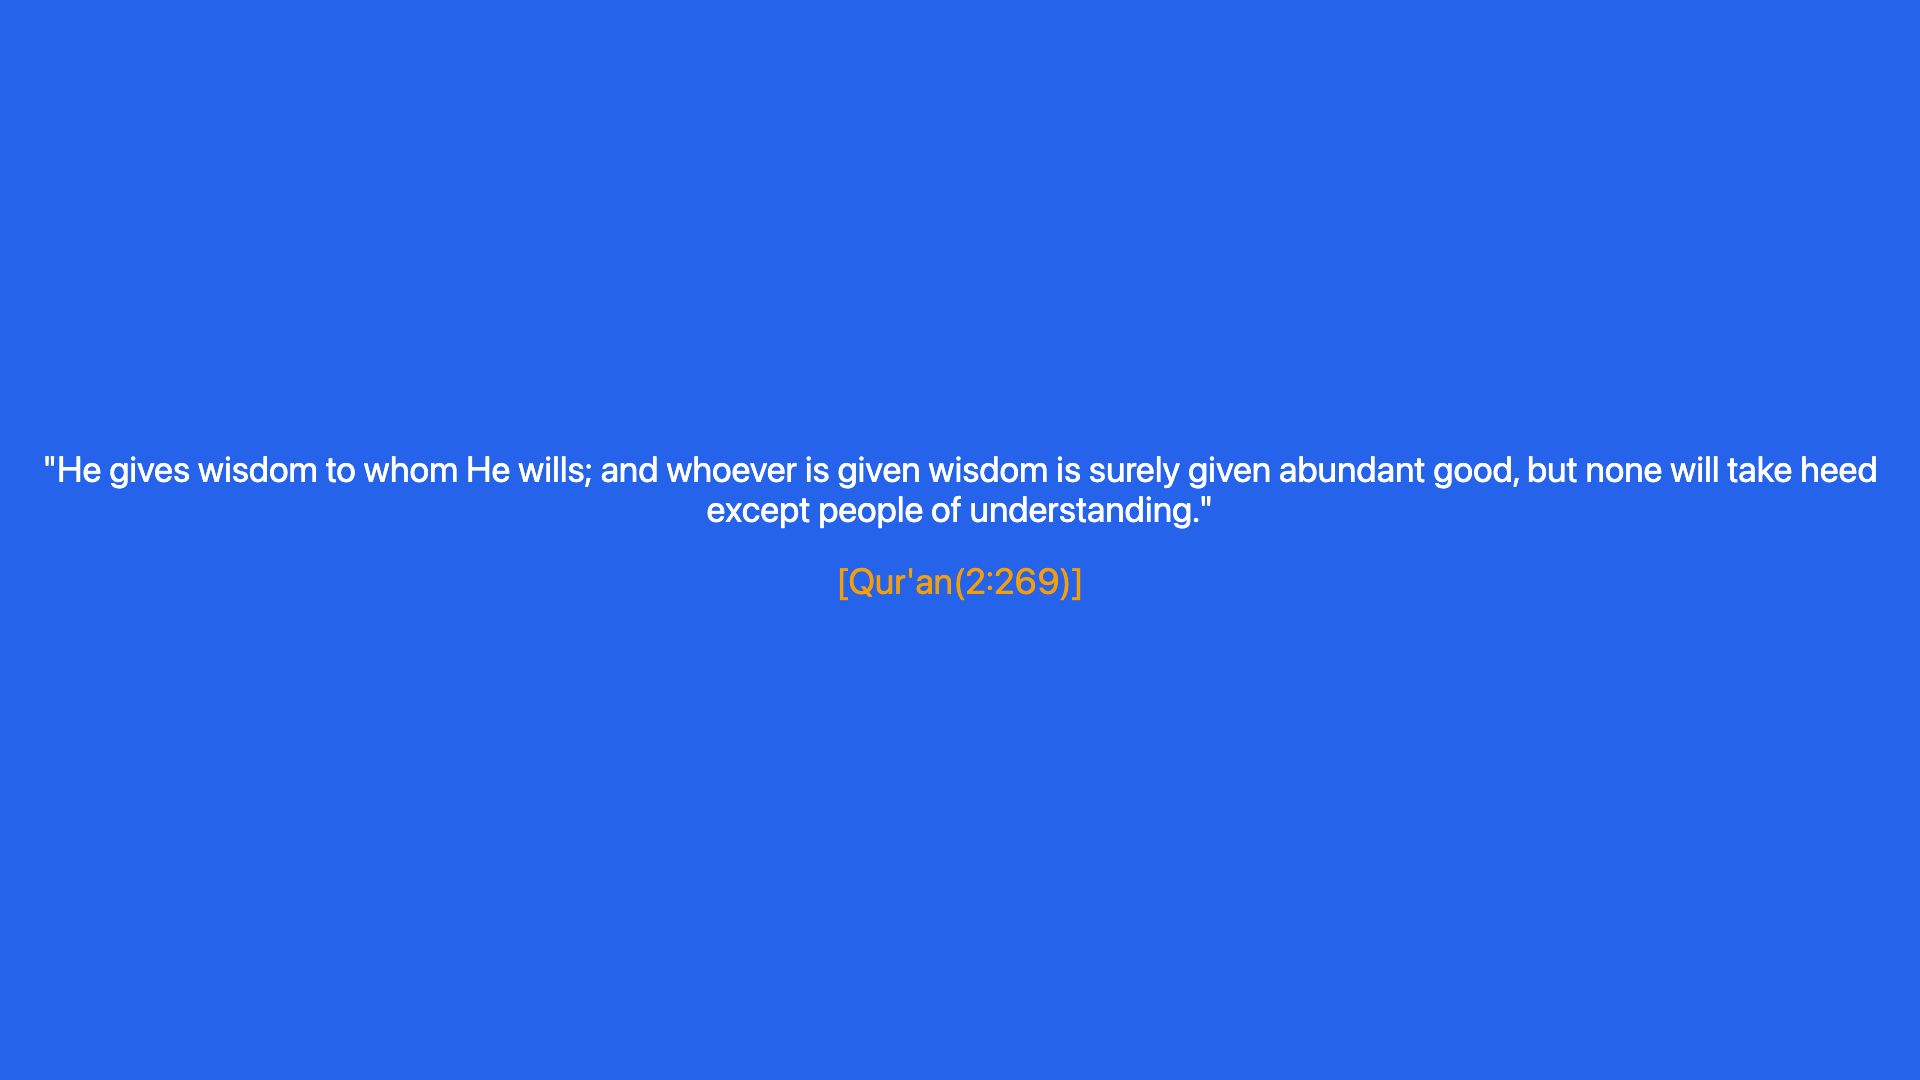 "He gives wisdom to whom He wills; and whoever is given wisdom is surely given abundant good, but none will take heed
except people of understanding."
[Qur'an(2:269)]